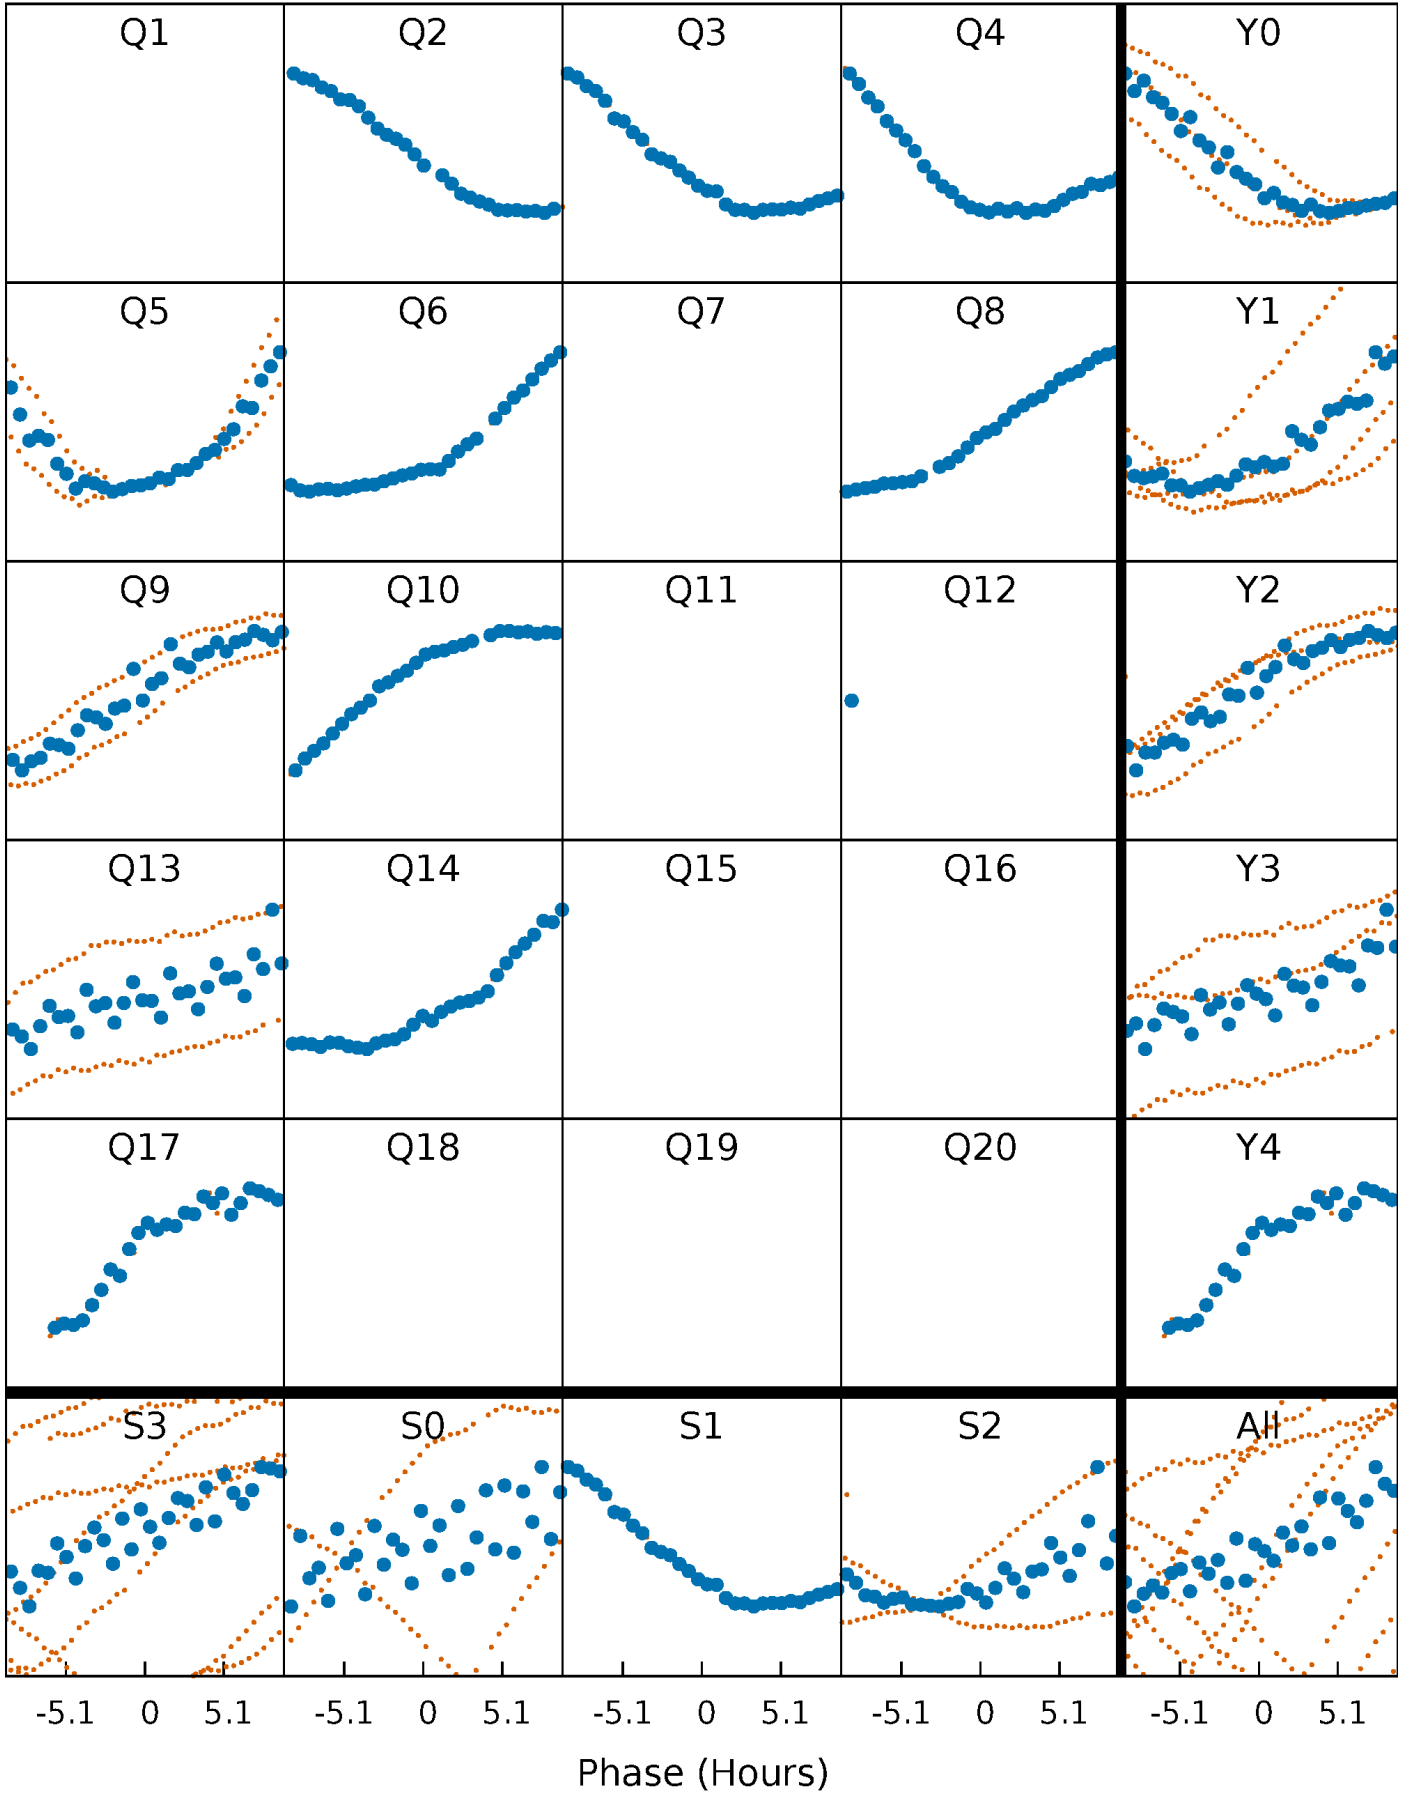 Q1 Q2 Q3 Q4 Y0
Q5 Q6 Q7 Q8 Y1
Q9 Q10 Q11 Q12 Y2
Q13 Q14 Q15 Q16 Y3
Q17 Q18 Q19 Q20 Y4
S3 S0 S1 S2 All
-5.1 0 5.1 -5.1 0 5.1 -5.1 0 5.1 -5.1 0 5.1 -5.1 0 5.1
Phase (Hours)